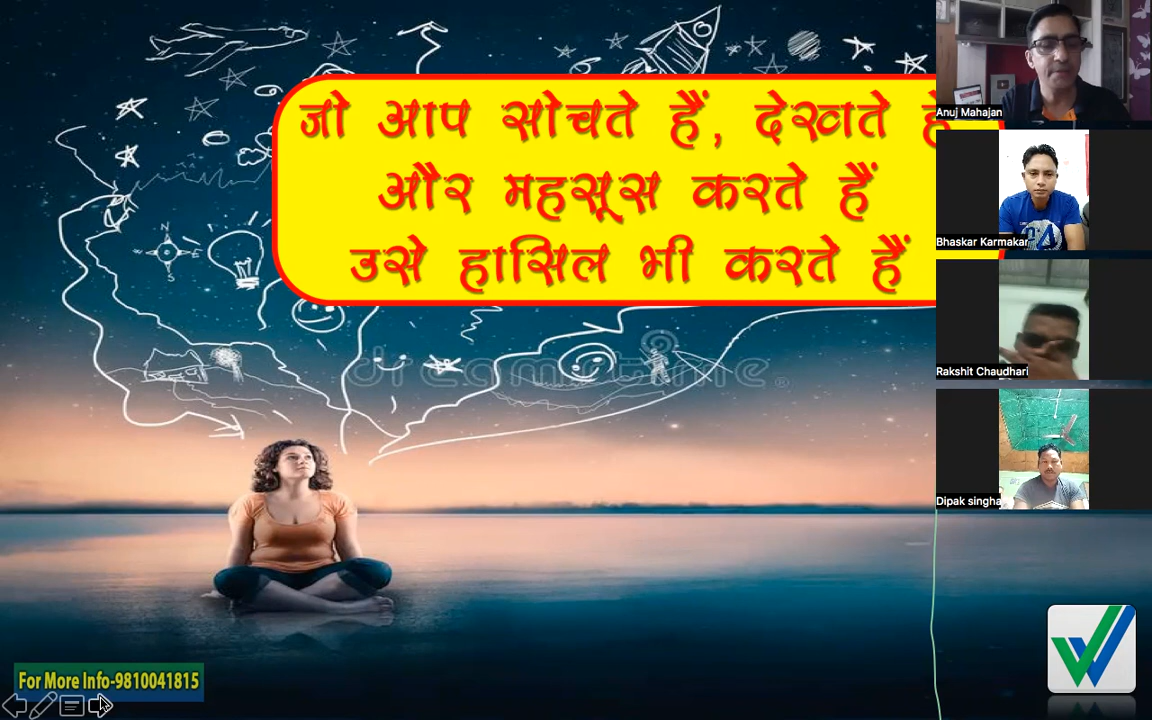 जो आप सोचते हैं, देखते है
और महसूस करते हैं
उसे हासिल भी करते हैं
Anuj Mahajan
Bhaskar Karmakar
Rakshit Chaudhari
Dipak singha
N
dreamstime®
For More Info-9810041815